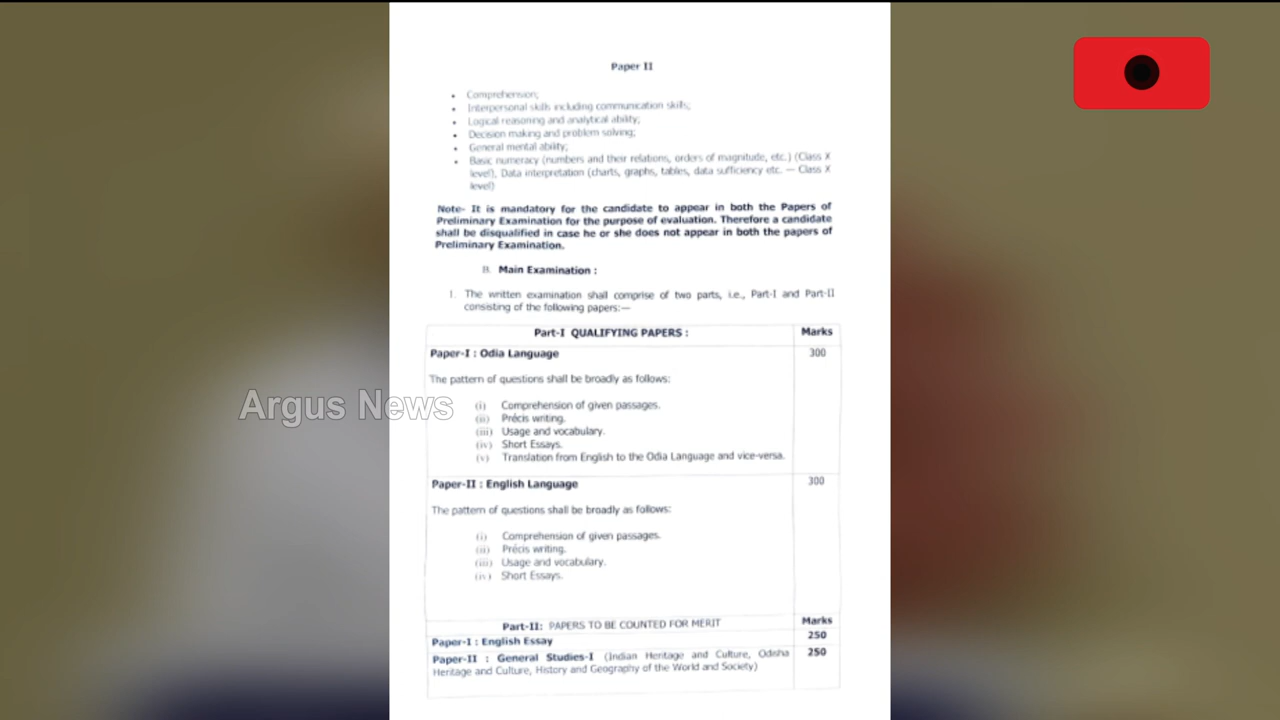 Paper II
• Comprehension;
• Interpersonal skills including communication skills;
• Logical reasoning and analytical ability;
• Decision making and problem solving;
• General mental ability;
• Basic numeracy (numbers and their relations, orders of magnitude, etc.) (Class X
level), Data interpretation (charts, graphs, tables, data sufficiency etc. — Class X
level)
Note- It is mandatory for the candidate to appear in both the Papers of
Preliminary Examination for the purpose of evaluation. Therefore a candidate
shall be disqualified in case he or she does not appear in both the papers of
Preliminary Examination.
B. Main Examination :
1. The written examination shall comprise of two parts, i.e., Part-I and Part-II
consisting of the following papers:—
Part-I QUALIFYING PAPERS : Marks
Paper-I : Odia Language 300
The pattern of questions shall be broadly as follows:
(i) Comprehension of given passages.
Argus News
(ii) Précis writing.
(iii) Usage and vocabulary.
(iv) Short Essays.
(v) Translation from English to the Odia Language and vice-versa.
Paper-II : English Language 300
The pattern of questions shall be broadly as follows:
(i) Comprehension of given passages.
(ii) Précis writing.
(iii) Usage and vocabulary.
(iv) Short Essays.
Part-II: PAPERS TO BE COUNTED FOR MERIT Marks
Paper-I : English Essay 250
Paper-II : General Studies-I (Indian Heritage and Culture, Odisha 250
Heritage and Culture, History and Geography of the World and Society)